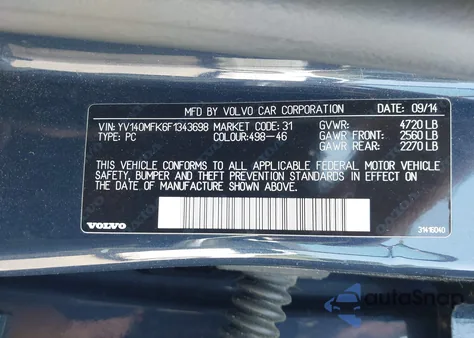 MFD BY VOLVO CAR CORPORATION DATE: 09/14
VIN: YV140MFK6F1343698 MARKET CODE: 31 GVWR: 4720 LB
TYPE: PC COLOUR: 498-46 GAWR FRONT: 2560 LB
GAWR REAR: 2270 LB
THIS VEHICLE CONFORMS TO ALL APPLICABLE FEDERAL MOTOR VEHICLE
SAFETY, BUMPER AND THEFT PREVENTION STANDARDS IN EFFECT ON
THE DATE OF MANUFACTURE SHOWN ABOVE.
VOLVO 31416040
autoSnap